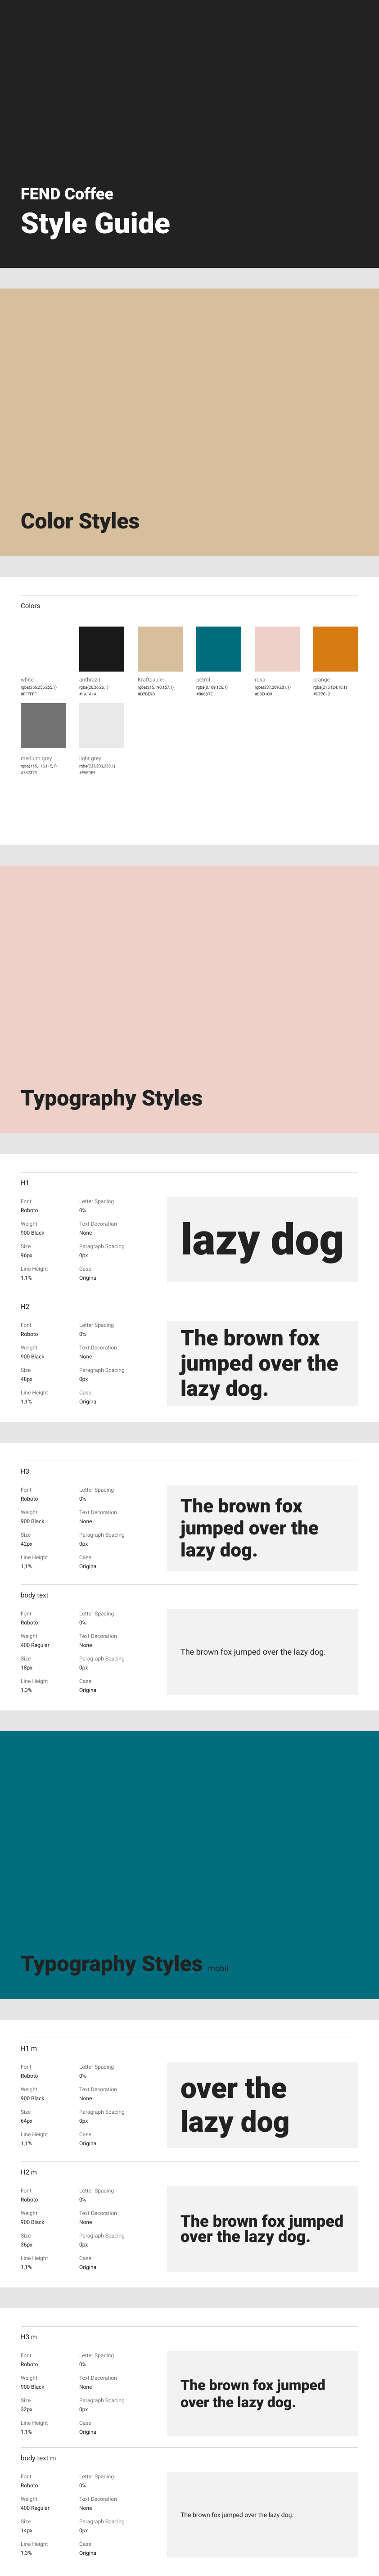 FEND Coffee
Style Guide
Color Styles
Colors
white
rgba(255,255,255,1)
#FFFFFF
anthrazit
rgba(26,26,26,1)
#1A1A1A
Kraftpapier
rgba(215,190,157,1)
#D7BE9D
petrol
rgba(0,109,126,1)
#006D7E
rosa
rgba(237,209,201,1)
#EDD1C9
orange
rgba(215,124,18,1)
#D77C12
medium grey
rgba(115,115,115,1)
#737373
light grey
rgba(233,233,233,1)
#E9E9E9
Typography Styles
H1
Font
Roboto
Letter Spacing
0%
Weight
900 Black
Text Decoration
None
Size
96px
Paragraph Spacing
0px
Line Height
1,1%
Case
Original
lazy dog
H2
Font
Roboto
Letter Spacing
0%
Weight
900 Black
Text Decoration
None
Size
48px
Paragraph Spacing
0px
Line Height
1,1%
Case
Original
The brown fox
jumped over the
lazy dog.
H3
Font
Roboto
Letter Spacing
0%
Weight
900 Black
Text Decoration
None
Size
42px
Paragraph Spacing
0px
Line Height
1,1%
Case
Original
The brown fox
jumped over the
lazy dog.
body text
Font
Roboto
Letter Spacing
0%
Weight
400 Regular
Text Decoration
None
Size
18px
Paragraph Spacing
0px
Line Height
1,3%
Case
Original
The brown fox jumped over the lazy dog.
Typography Styles mobil
H1 m
Font
Roboto
Letter Spacing
0%
Weight
900 Black
Text Decoration
None
Size
64px
Paragraph Spacing
0px
Line Height
1,1%
Case
Original
over the
lazy dog
H2 m
Font
Roboto
Letter Spacing
0%
Weight
900 Black
Text Decoration
None
Size
36px
Paragraph Spacing
0px
Line Height
1,1%
Case
Original
The brown fox jumped
over the lazy dog.
H3 m
Font
Roboto
Letter Spacing
0%
Weight
900 Black
Text Decoration
None
Size
32px
Paragraph Spacing
0px
Line Height
1,1%
Case
Original
The brown fox jumped
over the lazy dog.
body text m
Font
Roboto
Letter Spacing
0%
Weight
400 Regular
Text Decoration
None
Size
14px
Paragraph Spacing
0px
Line Height
1,3%
Case
Original
The brown fox jumped over the lazy dog.